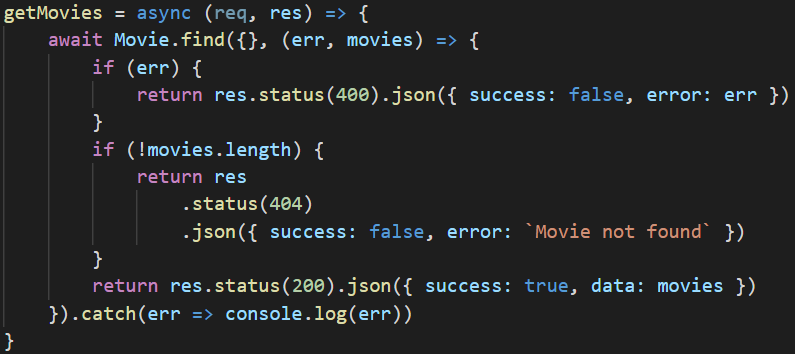 getMovies = async (req, res) => {
    await Movie.find({}, (err, movies) => {
        if (err) {
            return res.status(400).json({ success: false, error: err })
        }
        if (!movies.length) {
            return res
                .status(404)
                .json({ success: false, error: `Movie not found` })
        }
        return res.status(200).json({ success: true, data: movies })
    }).catch(err => console.log(err))
}